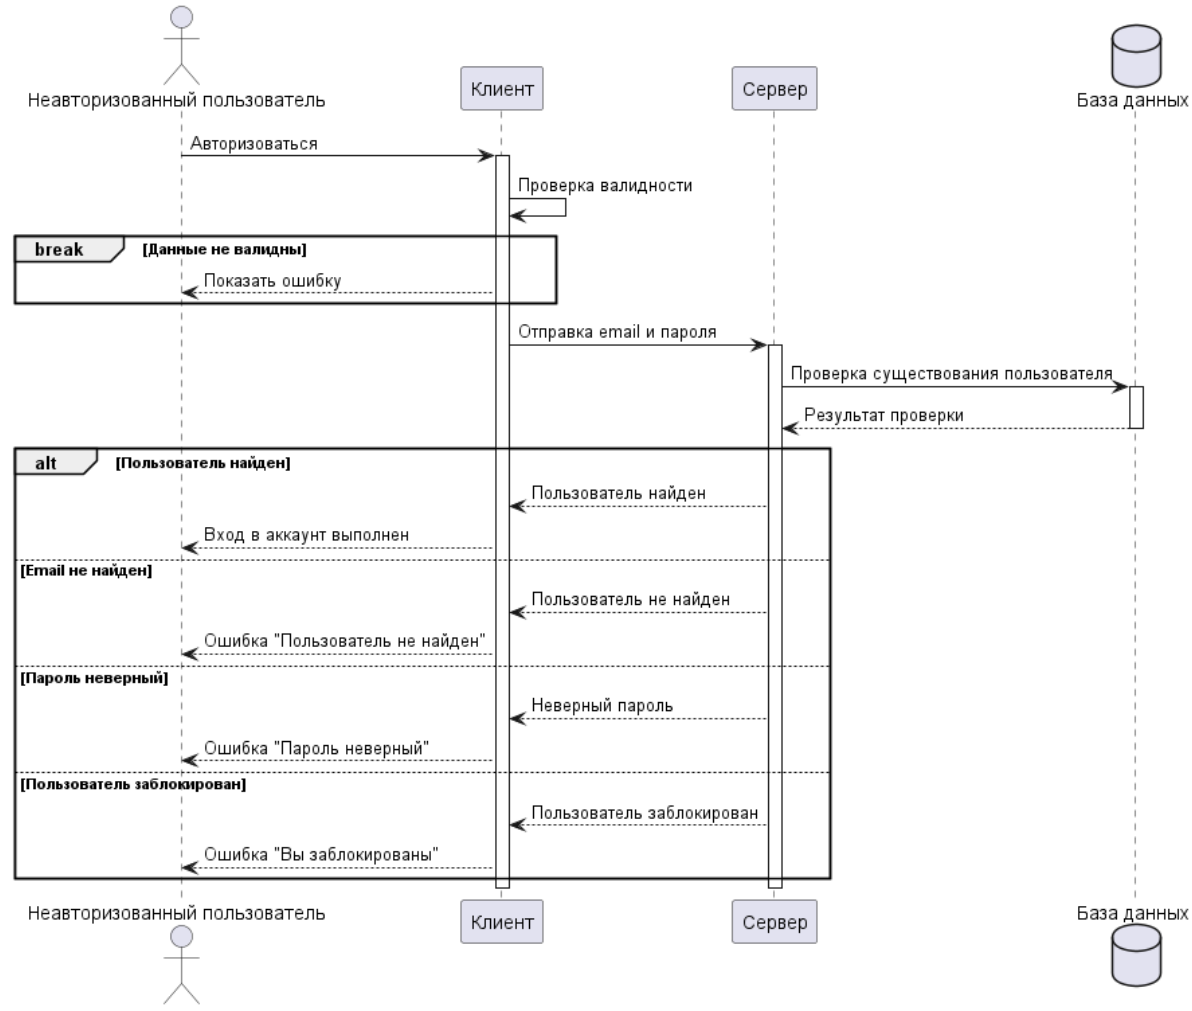 Неавторизованный пользователь
Клиент
Сервер
База данных
Авторизоваться
Проверка валидности
break
[Данные не валидны]
Показать ошибку
Отправка email и пароля
Проверка существования пользователя
Результат проверки
alt
[Пользователь найден]
Пользователь найден
Вход в аккаунт выполнен
[Email не найден]
Пользователь не найден
Ошибка "Пользователь не найден"
[Пароль неверный]
Неверный пароль
Ошибка "Пароль неверный"
[Пользователь заблокирован]
Пользователь заблокирован
Ошибка "Вы заблокированы"
Неавторизованный пользователь
Клиент
Сервер
База данных